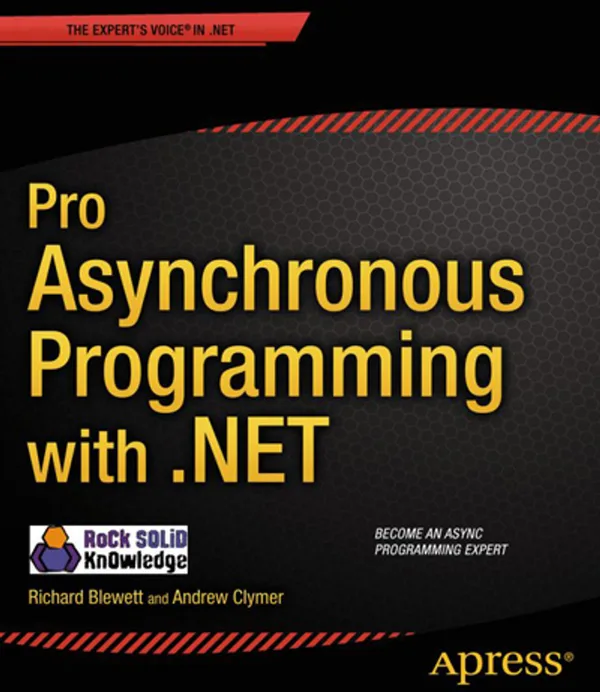 THE EXPERT'S VOICE® IN .NET
Pro
Asynchronous
Programming
with .NET
RoCK SOLiD
KnOwledge
BECOME AN ASYNC
PROGRAMMING EXPERT
Richard Blewett and Andrew Clymer
Apress®